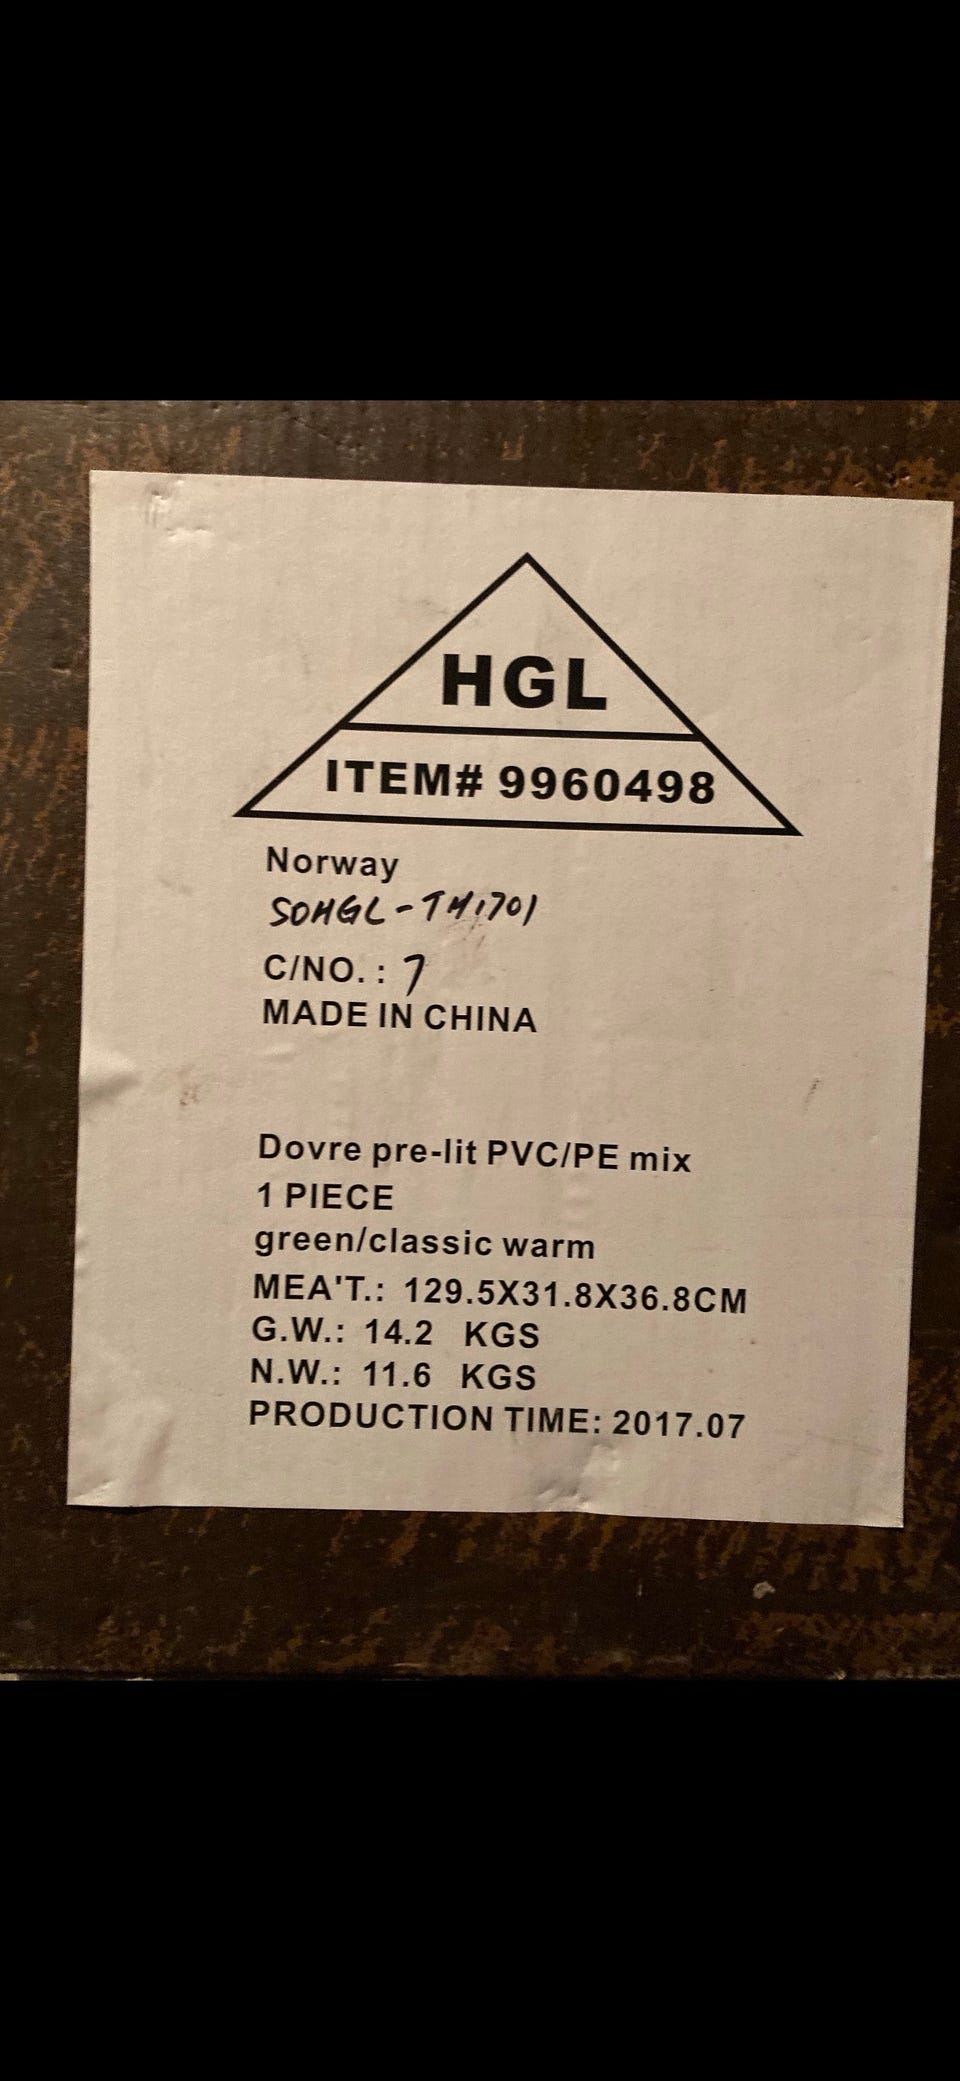 HGL
ITEM# 9960498
Norway
SOHGL-TH1701
C/NO.: 7
MADE IN CHINA
Dovre pre-lit PVC/PE mix
1 PIECE
green/classic warm
MEA'T.: 129.5X31.8X36.8CM
G.W.: 14.2 KGS
N.W.: 11.6 KGS
PRODUCTION TIME: 2017.07